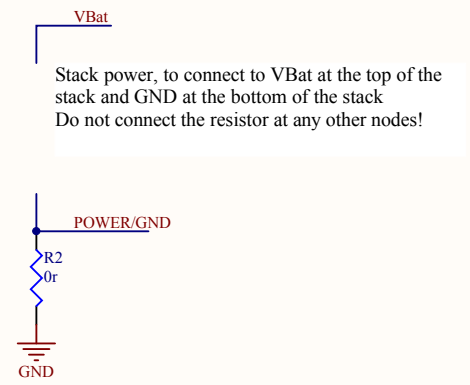 VBat
Stack power, to connect to VBat at the top of the
stack and GND at the bottom of the stack
Do not connect the resistor at any other nodes!
POWER/GND
R2
0r
GND